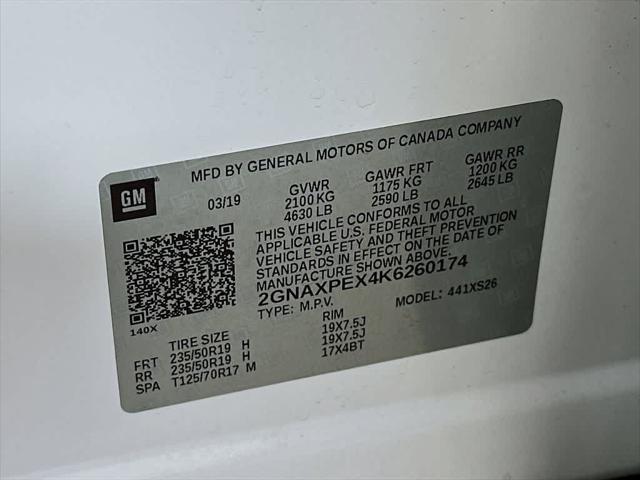 MFD BY GENERAL MOTORS OF CANADA COMPANY
GM
03/19
GVWR GAWR FRT GAWR RR
2100 KG 1175 KG 1200 KG
4630 LB 2590 LB 2645 LB
THIS VEHICLE CONFORMS TO ALL
APPLICABLE U.S. FEDERAL MOTOR
VEHICLE SAFETY AND THEFT PREVENTION
STANDARDS IN EFFECT ON THE DATE OF
MANUFACTURE SHOWN ABOVE.
2GNAXPEX4K6260174
TYPE: M.P.V. MODEL: 441XS26
140X
TIRE SIZE RIM
FRT 235/50R19 H 19X7.5J
RR 235/50R19 H 19X7.5J
SPA T125/70R17 M 17X4BT